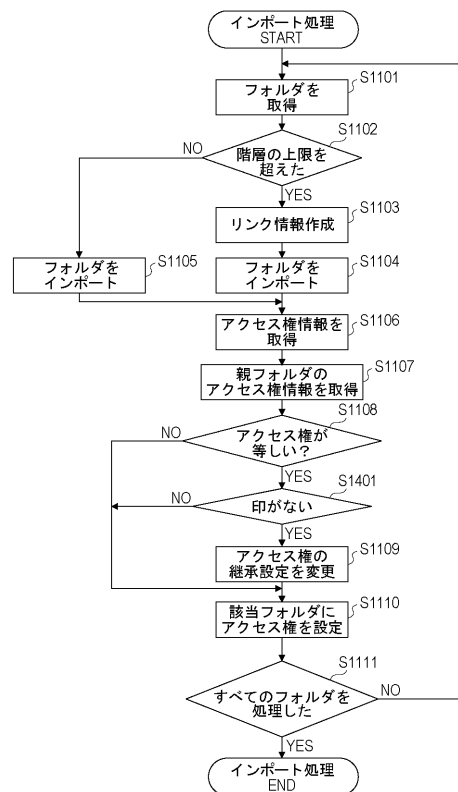 インポート処理
START
フォルダを
取得
S1101
階層の上限を
超えた
S1102
NO
YES
リンク情報作成
S1103
フォルダを
インポート
S1105
フォルダを
インポート
S1104
アクセス権情報を
取得
S1106
親フォルダの
アクセス権情報を取得
S1107
アクセス権が
等しい?
S1108
NO
YES
印がない
S1401
NO
YES
アクセス権の
継承設定を変更
S1109
該当フォルダに
アクセス権を設定
S1110
すべてのフォルダを
処理した
S1111
NO
YES
インポート処理
END